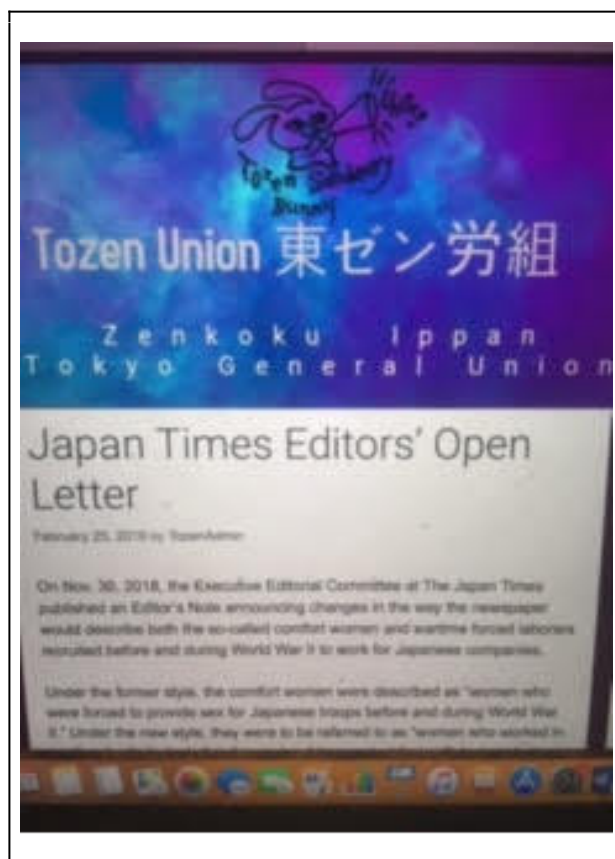 Tozen
Bunny
Tozen Union 東ゼン労組
Zenkoku Ippan
Tokyo General Union
Japan Times Editors' Open
Letter
February 25, 2019 by TozenAdmin
On Nov. 30, 2018, the Executive Editorial Committee at The Japan Times
published an Editor's Note announcing changes in the way the newspaper
would describe both the so-called comfort women and wartime forced laborers
recruited before and during World War II to work for Japanese companies.
Under the former style, the comfort women were described as "women who
were forced to provide sex for Japanese troops before and during World War
II." Under the new style, they were to be referred to as "women who worked in